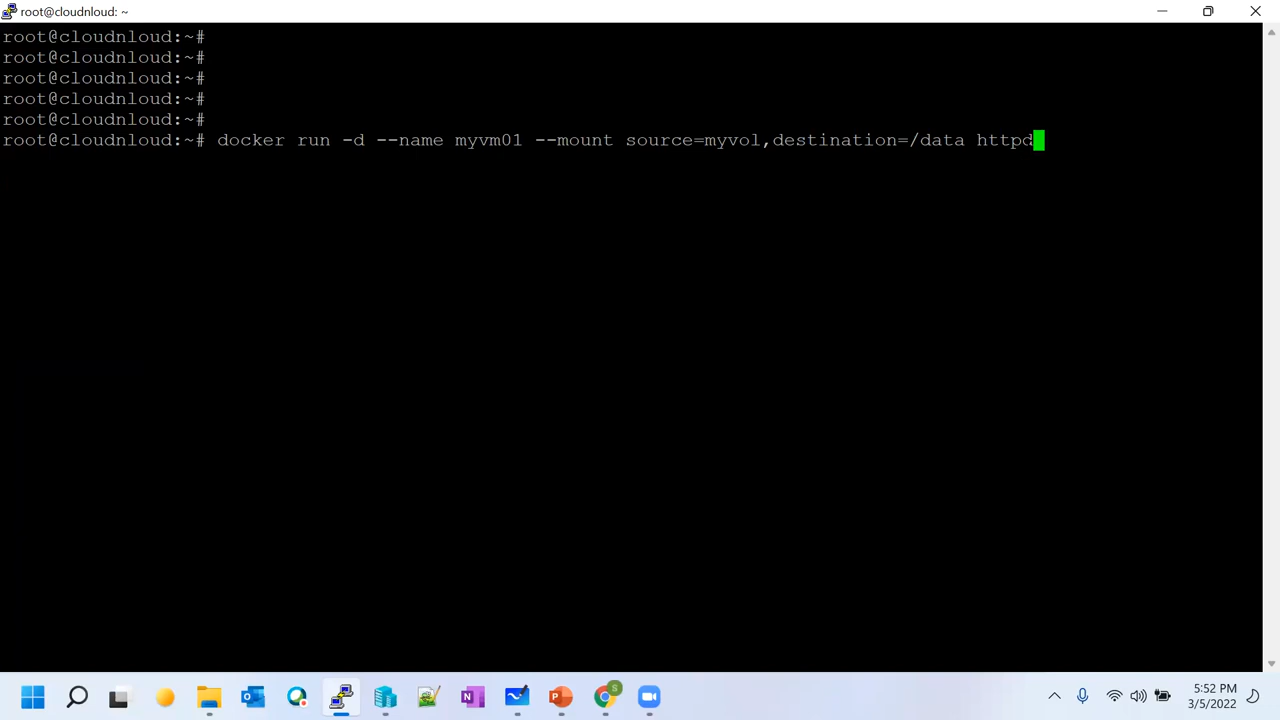 root@cloudnloud: ~
root@cloudnloud:~#
root@cloudnloud:~#
root@cloudnloud:~#
root@cloudnloud:~#
root@cloudnloud:~#
root@cloudnloud:~# docker run -d --name myvm01 --mount source=myvol,destination=/data httpd
5:52 PM
3/5/2022